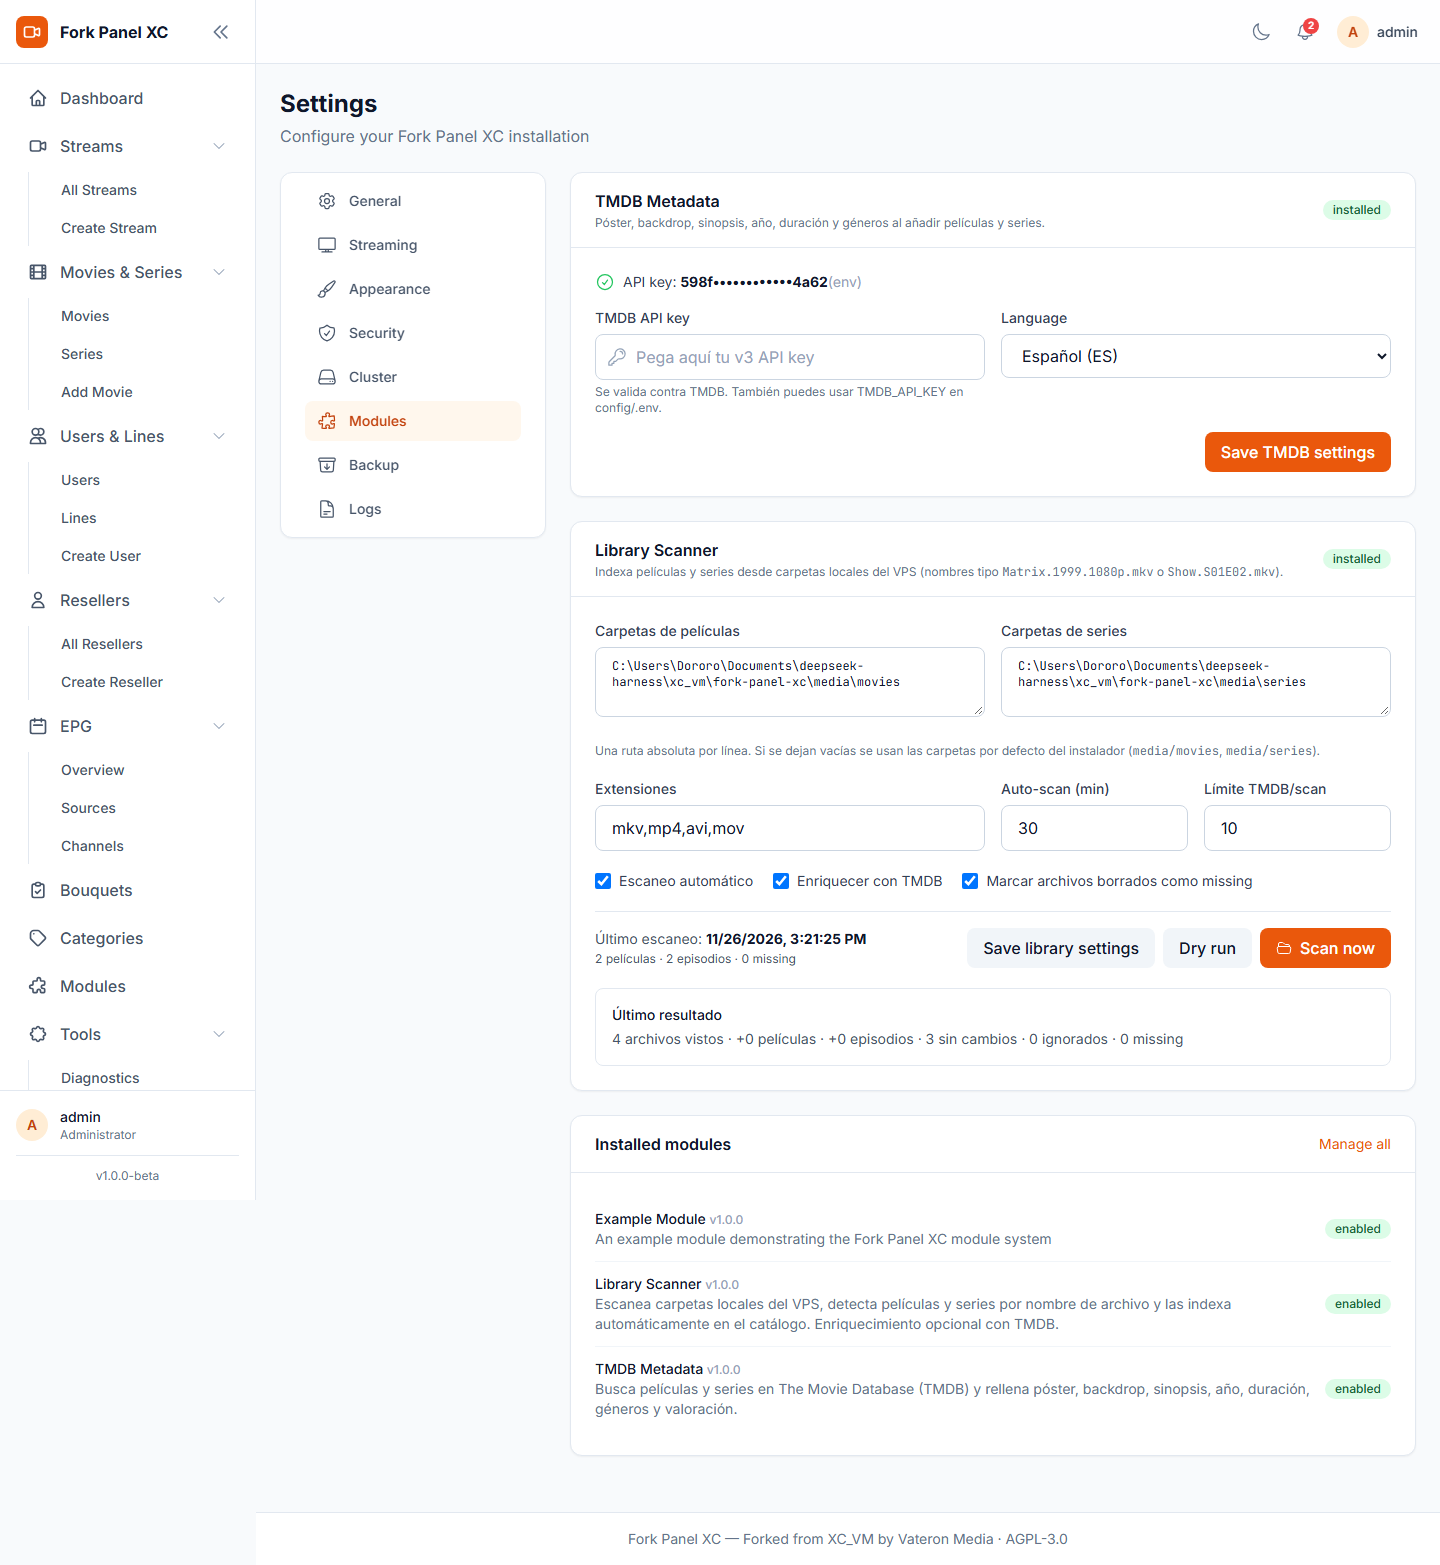 Fork Panel XC
2
A
admin
Dashboard
Streams
All Streams
Create Stream
Movies & Series
Movies
Series
Add Movie
Users & Lines
Users
Lines
Create User
Resellers
All Resellers
Create Reseller
EPG
Overview
Sources
Channels
Bouquets
Categories
Modules
Tools
Diagnostics
A
admin
Administrator
v1.0.0-beta
Settings
Configure your Fork Panel XC installation
General
Streaming
Appearance
Security
Cluster
Modules
Backup
Logs
TMDB Metadata
Póster, backdrop, sinopsis, año, duración y géneros al añadir películas y series.
installed
API key: 598f••••••••••••4a62(env)
TMDB API key
Language
Pega aquí tu v3 API key
Español (ES)
Se valida contra TMDB. También puedes usar TMDB_API_KEY en
config/.env.
Save TMDB settings
Library Scanner
Indexa películas y series desde carpetas locales del VPS (nombres tipo Matrix.1999.1080p.mkv o Show.S01E02.mkv).
installed
Carpetas de películas
Carpetas de series
C:\Users\Dororo\Documents\deepseek-
harness\xc_vm\fork-panel-xc\media\movies
C:\Users\Dororo\Documents\deepseek-
harness\xc_vm\fork-panel-xc\media\series
Una ruta absoluta por línea. Si se dejan vacías se usan las carpetas por defecto del instalador (media/movies, media/series).
Extensiones
Auto-scan (min)
Límite TMDB/scan
mkv,mp4,avi,mov
30
10
Escaneo automático
Enriquecer con TMDB
Marcar archivos borrados como missing
Último escaneo: 11/26/2026, 3:21:25 PM
2 películas · 2 episodios · 0 missing
Save library settings
Dry run
Scan now
Último resultado
4 archivos vistos · +0 películas · +0 episodios · 3 sin cambios · 0 ignorados · 0 missing
Installed modules
Manage all
Example Module v1.0.0
An example module demonstrating the Fork Panel XC module system
enabled
Library Scanner v1.0.0
Escanea carpetas locales del VPS, detecta películas y series por nombre de archivo y las indexa
automáticamente en el catálogo. Enriquecimiento opcional con TMDB.
enabled
TMDB Metadata v1.0.0
Busca películas y series en The Movie Database (TMDB) y rellena póster, backdrop, sinopsis, año, duración,
géneros y valoración.
enabled
Fork Panel XC — Forked from XC_VM by Vateron Media · AGPL-3.0